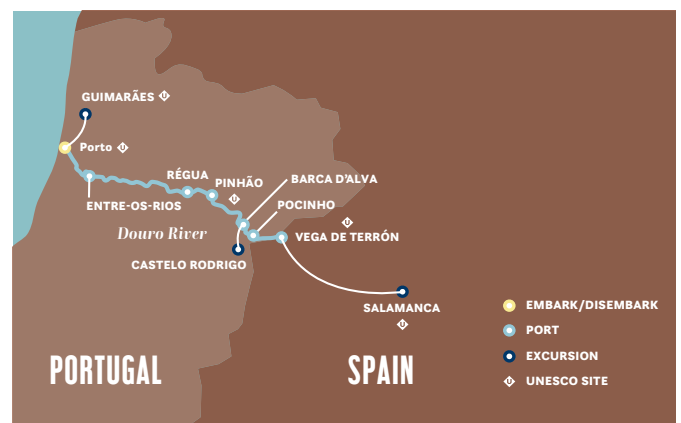 GUIMARÃES
Porto
RÉGUA
PINHÃO
BARCA D'ALVA
ENTRE-OS-RIOS
POCINHO
Douro River
VEGA DE TERRÓN
CASTELO RODRIGO
SALAMANCA
EMBARK/DISEMBARK
PORT
EXCURSION
UNESCO SITE
PORTUGAL
SPAIN